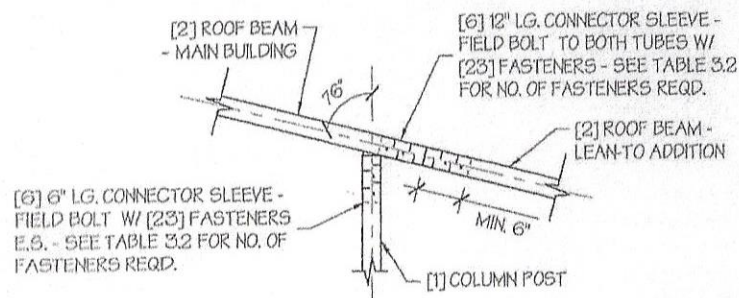 [2] ROOF BEAM
- MAIN BUILDING
[6] 12" LG. CONNECTOR SLEEVE -
FIELD BOLT TO BOTH TUBES W/
[23] FASTENERS - SEE TABLE 3.2
FOR NO. OF FASTENERS REQD.
76°
[2] ROOF BEAM -
LEAN-TO ADDITION
[6] 6" LG. CONNECTOR SLEEVE -
FIELD BOLT W/ [23] FASTENERS
E.S. - SEE TABLE 3.2 FOR NO. OF
FASTENERS REQD.
MIN. 6"
[1] COLUMN POST